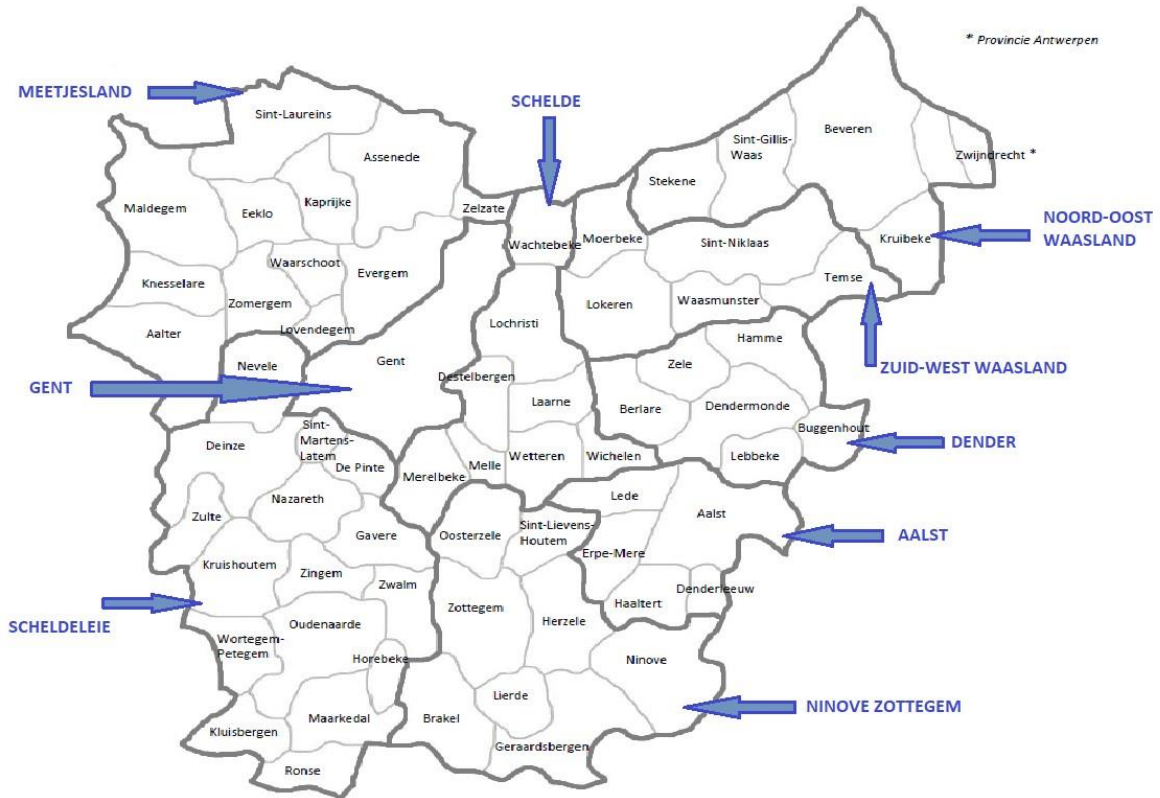 * Provincie Antwerpen
MEETJESLAND
SCHELDE
Sint-Laureins
Assenede
Beveren
Sint-Gillis-
Waas
Zwijndrecht *
Stekene
Kaprijke
Zelzate
Maldegem
Eeklo
Wachtebeke
Moerbeke
Sint-Niklaas
Kruibeke
NOORD-OOST
WAASLAND
Waarschoot
Evergem
Knesselare
Zomergem
Temse
Lokeren
Waasmunster
Lochristi
Lovendegem
Aalter
Hamme
Nevele
Gent
Zele
ZUID-WEST WAASLAND
GENT
Destelbergen
Laarne
Berlare
Dendermonde
Buggenhout
DENDER
Deinze
Sint-
Martens-
Latem
De Pinte
Merelbeke
Melle
Wetteren
Wichelen
Lebbeke
Nazareth
Lede
Aalst
Zulte
Gavere
Oosterzele
Sint-Lievens-
Houtem
AALST
Erpe-Mere
Kruishoutem
Zingem
Zwalm
Denderleeuw
Haaltert
SCHELDELEIE
Oudenaarde
Zottegem
Herzele
Wortegem-
Petegem
Horebeke
Ninove
Lierde
NINOVE ZOTTEGEM
Maarkedal
Brakel
Kluisbergen
Geraardsbergen
Ronse